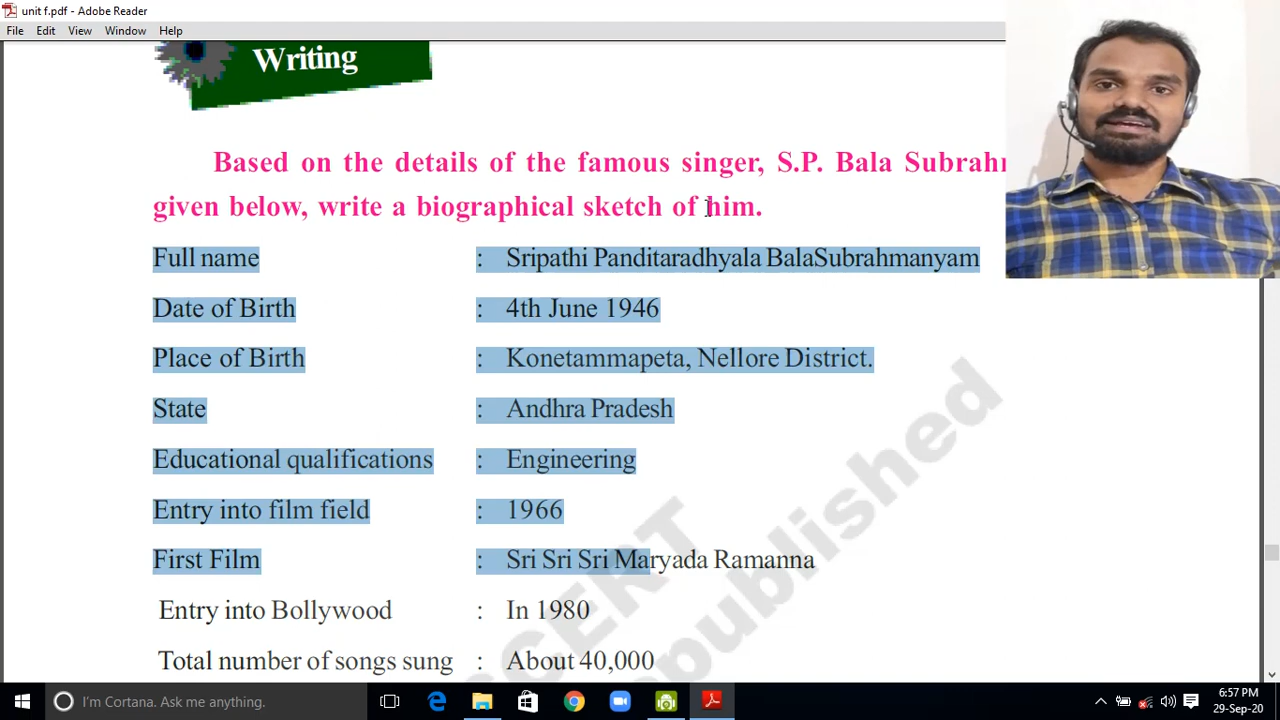 unit f.pdf - Adobe Reader
File Edit View Window Help
Writing
Based on the details of the famous singer, S.P. Bala
given below, write a biographical sketch of him.
Full name : Sripathi Panditaradhyala BalaSubrahmanyam
Date of Birth : 4th June 1946
Place of Birth : Konetammapeta, Nellore District.
State : Andhra Pradesh
Educational qualifications : Engineering
Entry into film field : 1966
First Film : Sri Sri Sri Maryada Ramanna
Entry into Bollywood : In 1980
Total number of songs sung : About 40,000
CERT
published
I'm Cortana. Ask me anything.
6:57 PM
29-Sep-20